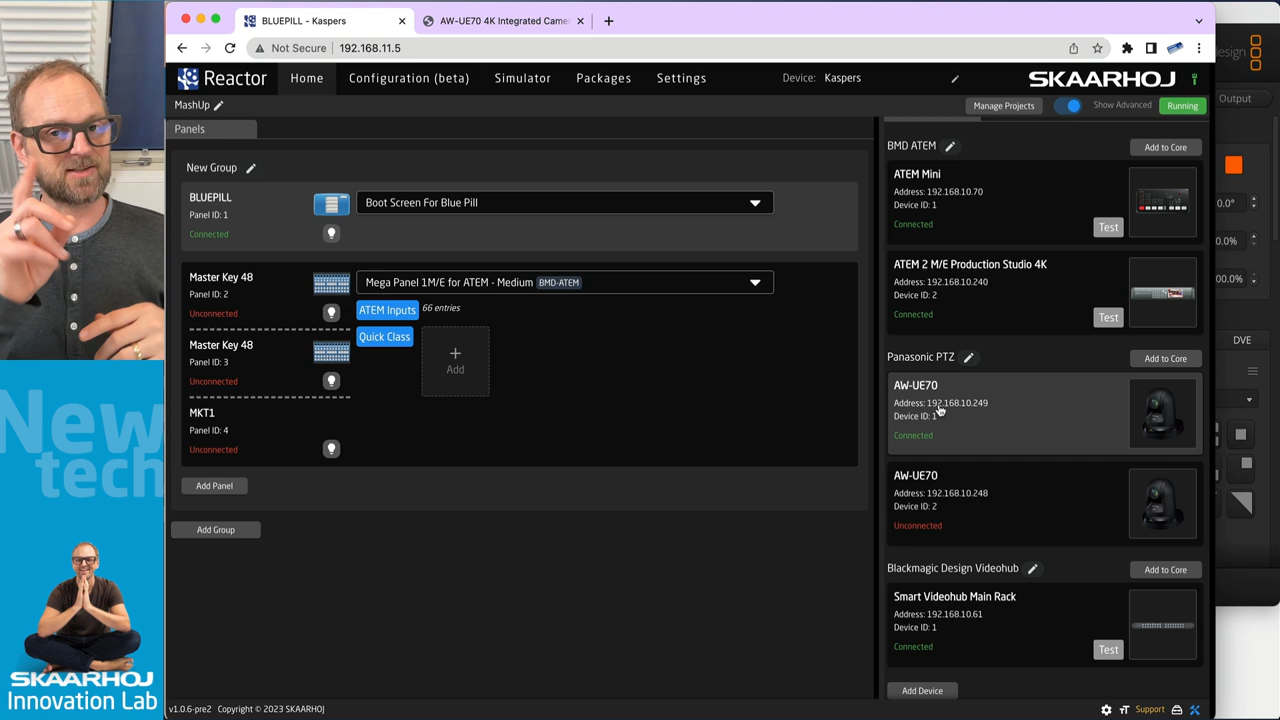 BLUEPILL - Kaspers
AW-UE70 4K Integrated Came
Not Secure
192.168.11.5
Reactor
Home
Configuration (beta)
Simulator
Packages
Settings
Device:
Kaspers
SKAARHOJ
MashUp
Manage Projects
Show Advanced
Running
Panels
New Group
BLUEPILL
Panel ID: 1
Connected
Boot Screen For Blue Pill
Master Key 48
Panel ID: 2
Unconnected
Mega Panel 1M/E for ATEM - Medium BMD-ATEM
ATEM Inputs
66 entries
Quick Class
Add
Master Key 48
Panel ID: 3
Unconnected
MKT1
Panel ID: 4
Unconnected
Add Panel
Add Group
BMD ATEM
Add to Core
ATEM Mini
Address: 192.168.10.70
Device ID: 1
Connected
Test
ATEM 2 M/E Production Studio 4K
Address: 192.168.10.240
Device ID: 2
Connected
Test
Panasonic PTZ
Add to Core
AW-UE70
Address: 192.168.10.249
Device ID: 1
Connected
AW-UE70
Address: 192.168.10.248
Device ID: 2
Unconnected
Blackmagic Design Videohub
Add to Core
Smart Videohub Main Rack
Address: 192.168.10.61
Device ID: 1
Connected
Test
Add Device
v1.0.6-pre2 Copyright © 2023 SKAARHOJ
Support
Output
0.0°
0.0%
00.0%
DVE
New
tech
SKAARHOJ
Innovation Lab